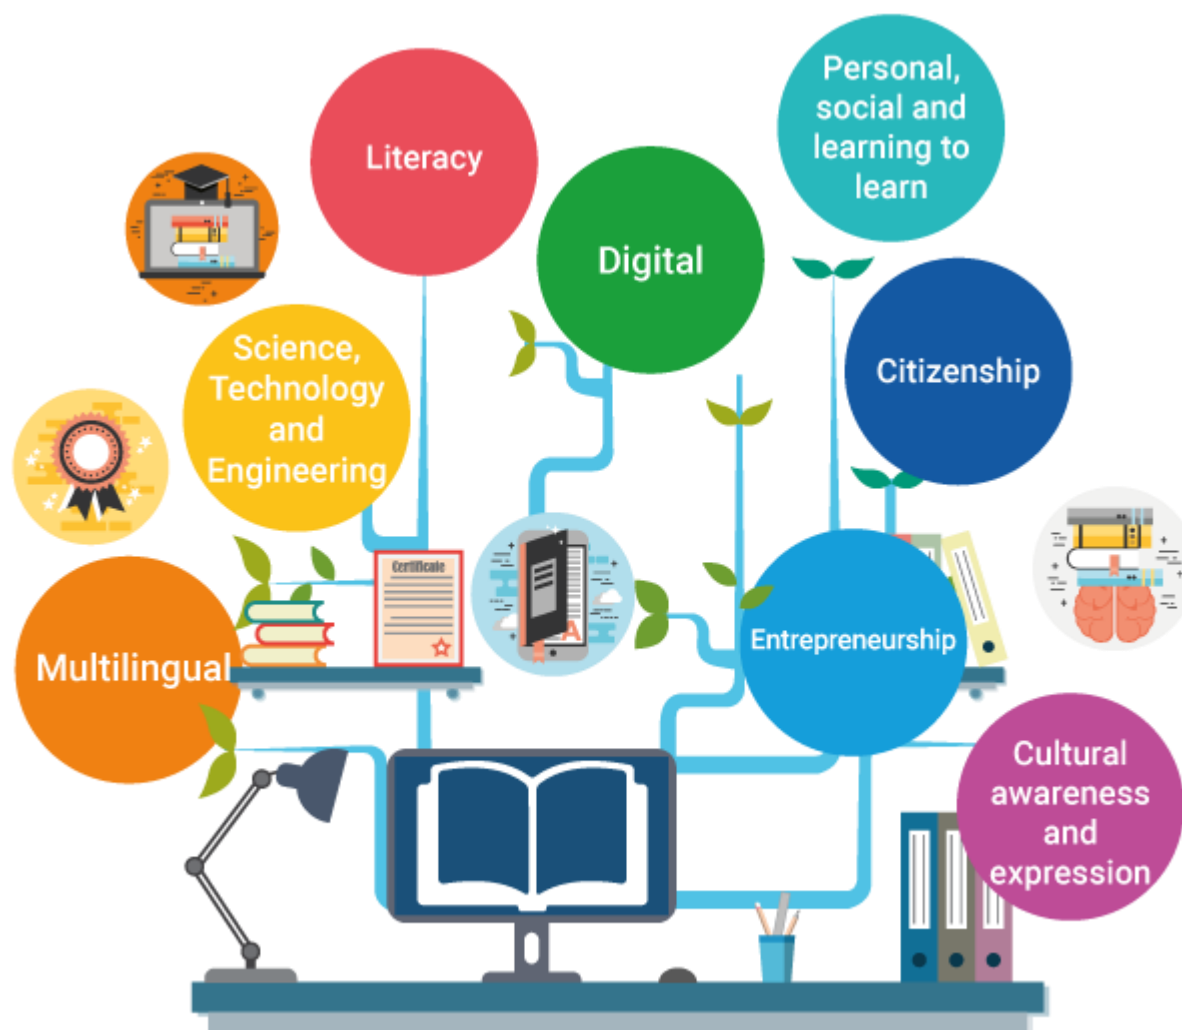 Personal,
social and
learning to
learn
Literacy
Digital
Science,
Technology
and
Engineering
Citizenship
Certificate
A
Multilingual
Entrepreneurship
Cultural
awareness
and
expression